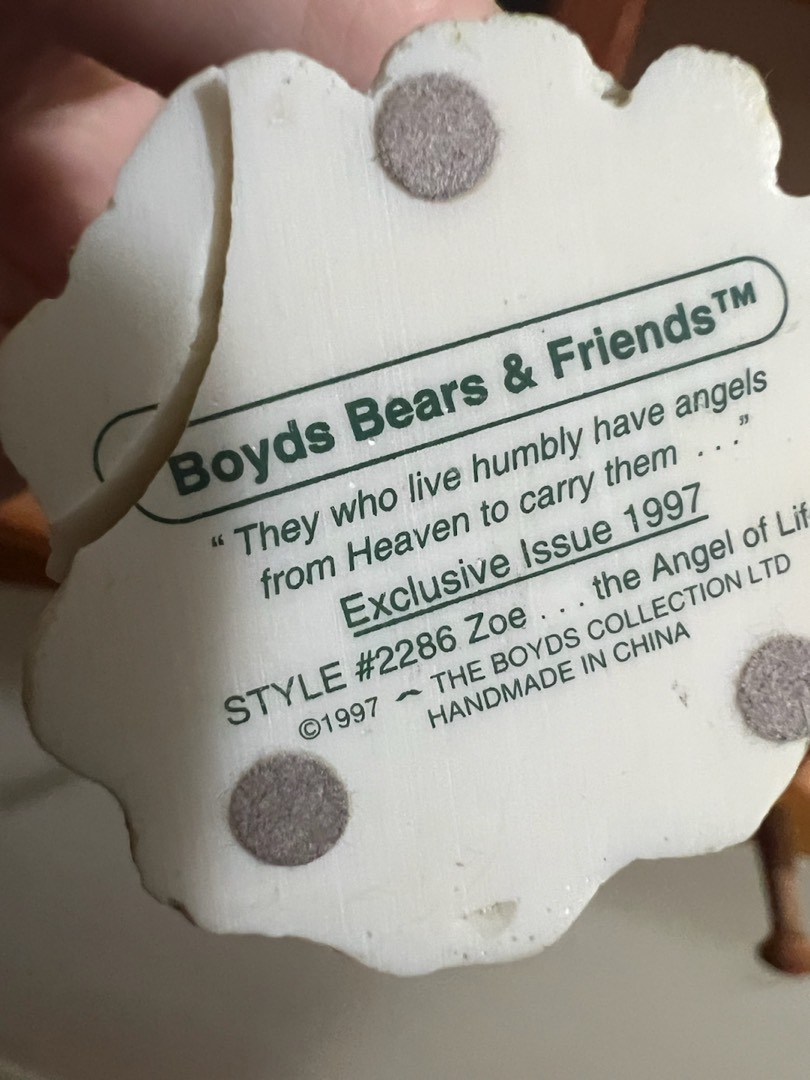 Boyds Bears & Friends™
“ They who live humbly have angels
from Heaven to carry them . . .”
Exclusive Issue 1997
STYLE #2286 Zoe . . . the Angel of
©1997 THE BOYDS COLLECTION LTD
HANDMADE IN CHINA